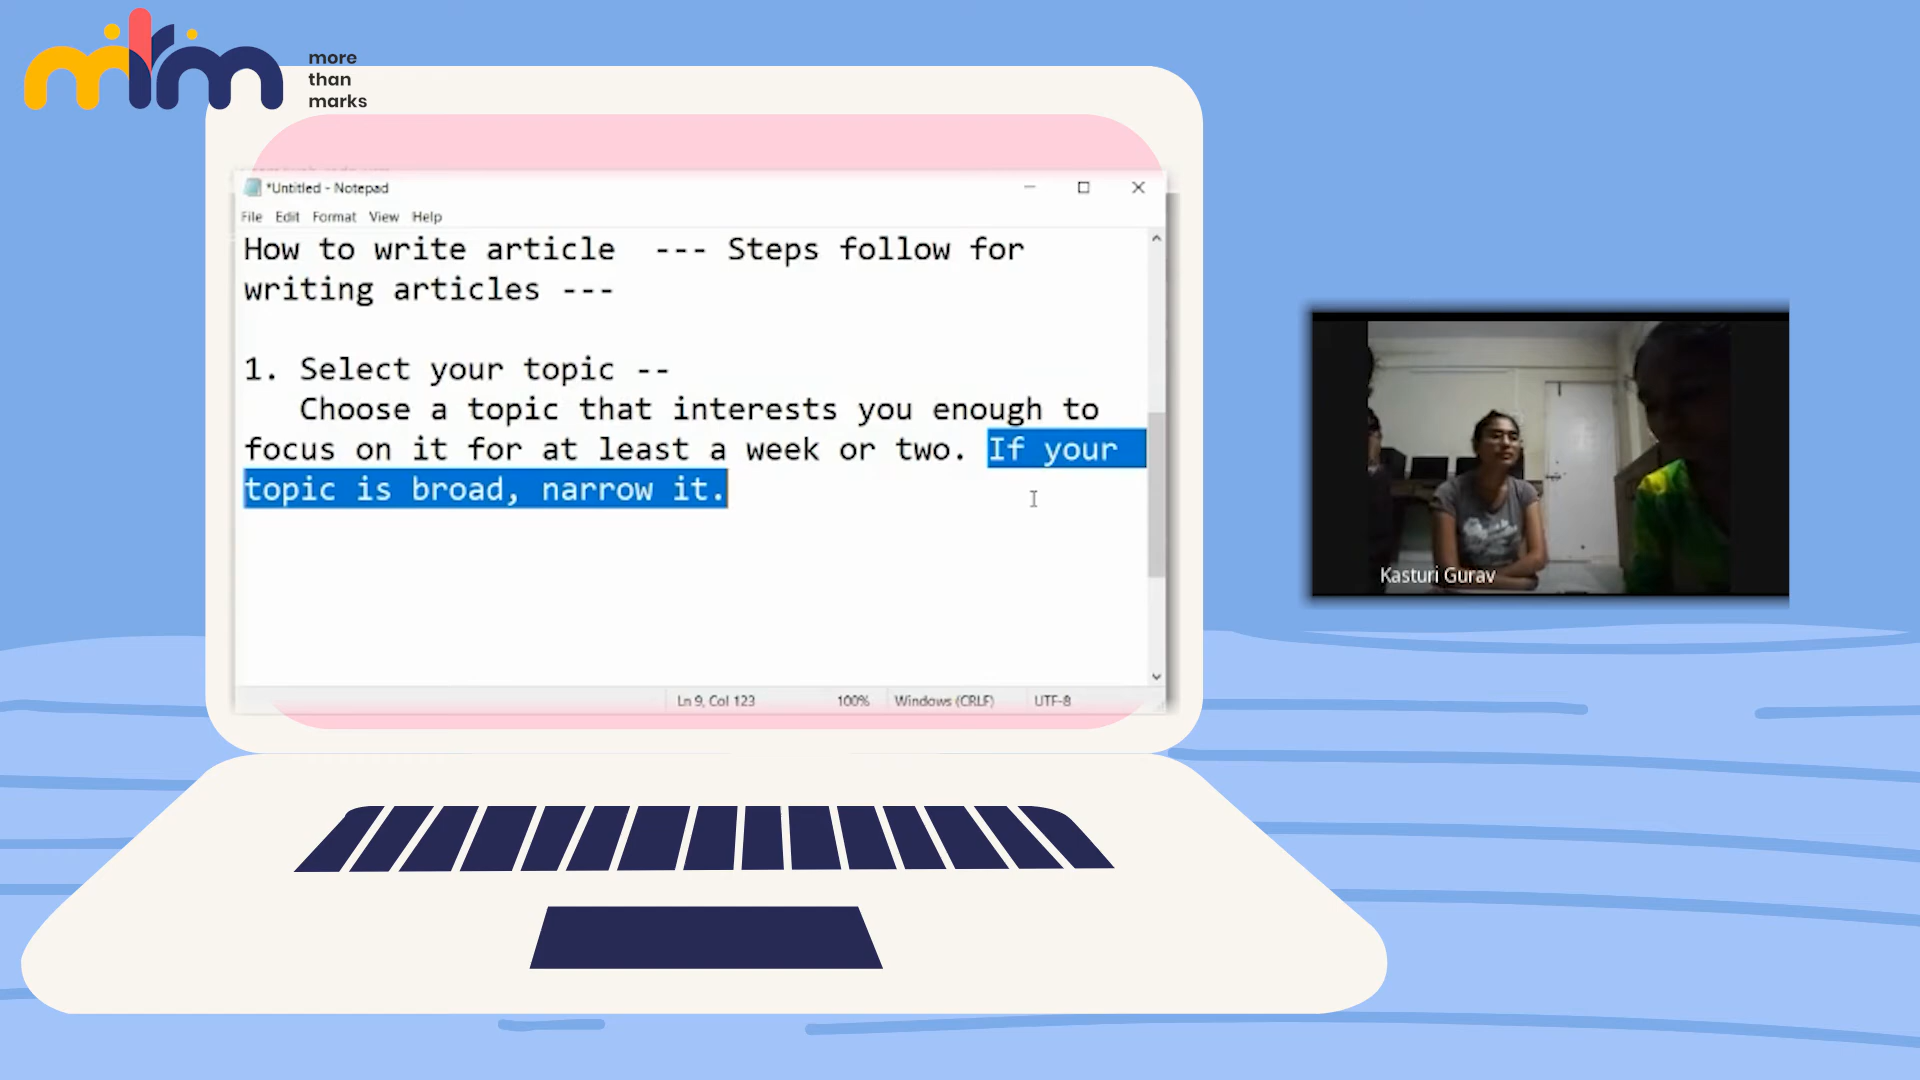 mtm
more
than
marks
*Untitled - Notepad
File Edit Format View Help
How to write article --- Steps follow for
writing articles ---
1. Select your topic --
Choose a topic that interests you enough to
focus on it for at least a week or two. If your
topic is broad, narrow it.
Ln 9, Col 123 100% Windows (CRLF) UTF-8
Kasturi Gurav